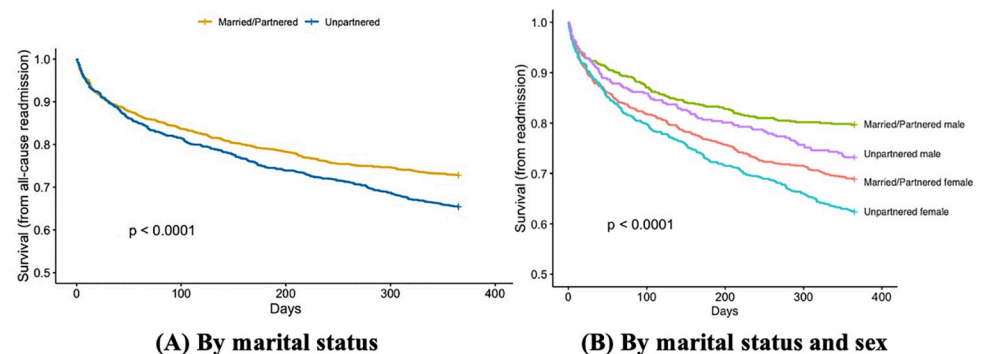 Married/Partnered Unpartnered
Survival (from all-cause readmission)
1.0
0.9
0.8
0.7
0.6
0.5
p < 0.0001
0 100 200 300 400
Days
(A) By marital status
Survival (from readmission)
1.0
0.9
0.8
0.7
0.6
0.5
Married/Partnered male
Unpartnered male
Married/Partnered female
Unpartnered female
p < 0.0001
0 100 200 300 400
Days
(B) By marital status and sex